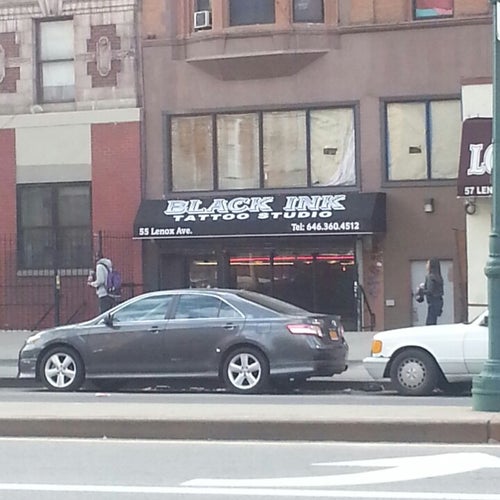 BLACK INK
TATTOO STUDIO
55 Lenox Ave. Tel: 646.360.4512
57 LEN